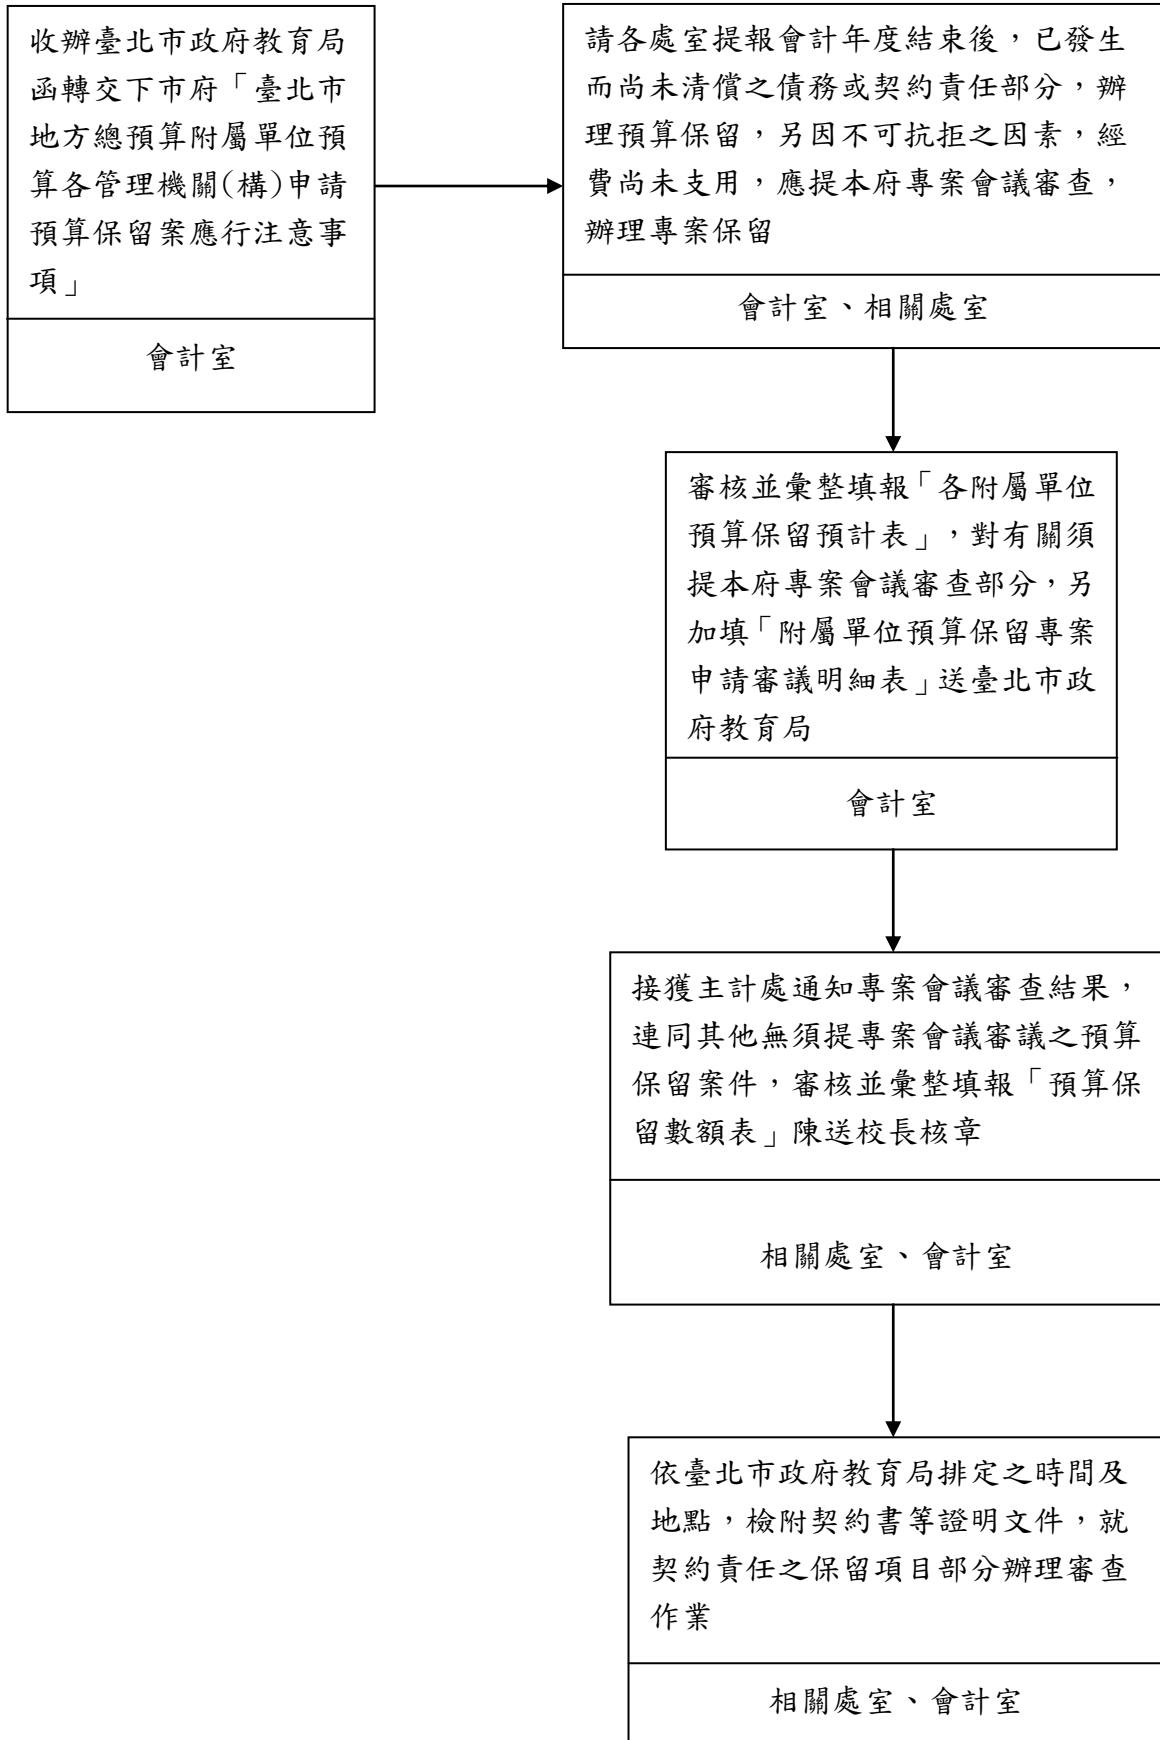 收辦臺北市政府教育局
函轉交下市府「臺北市
地方總預算附屬單位預
算各管理機關(構)申請
預算保留案應行注意事
項」
會計室
請各處室提報會計年度結束後，已發生
而尚未清償之債務或契約責任部分，辦
理預算保留，另因不可抗拒之因素，經
費尚未支用，應提本府專案會議審查，
辦理專案保留
會計室、相關處室
審核並彙整填報「各附屬單位
預算保留預計表」，對有關須
提本府專案會議審查部分，另
加填「附屬單位預算保留專案
申請審議明細表」送臺北市政
府教育局
會計室
接獲主計處通知專案會議審查結果，
連同其他無須提專案會議審議之預算
保留案件，審核並彙整填報「預算保
留數額表」陳送校長核章
相關處室、會計室
依臺北市政府教育局排定之時間及
地點，檢附契約書等證明文件，就
契約責任之保留項目部分辦理審查
作業
相關處室、會計室